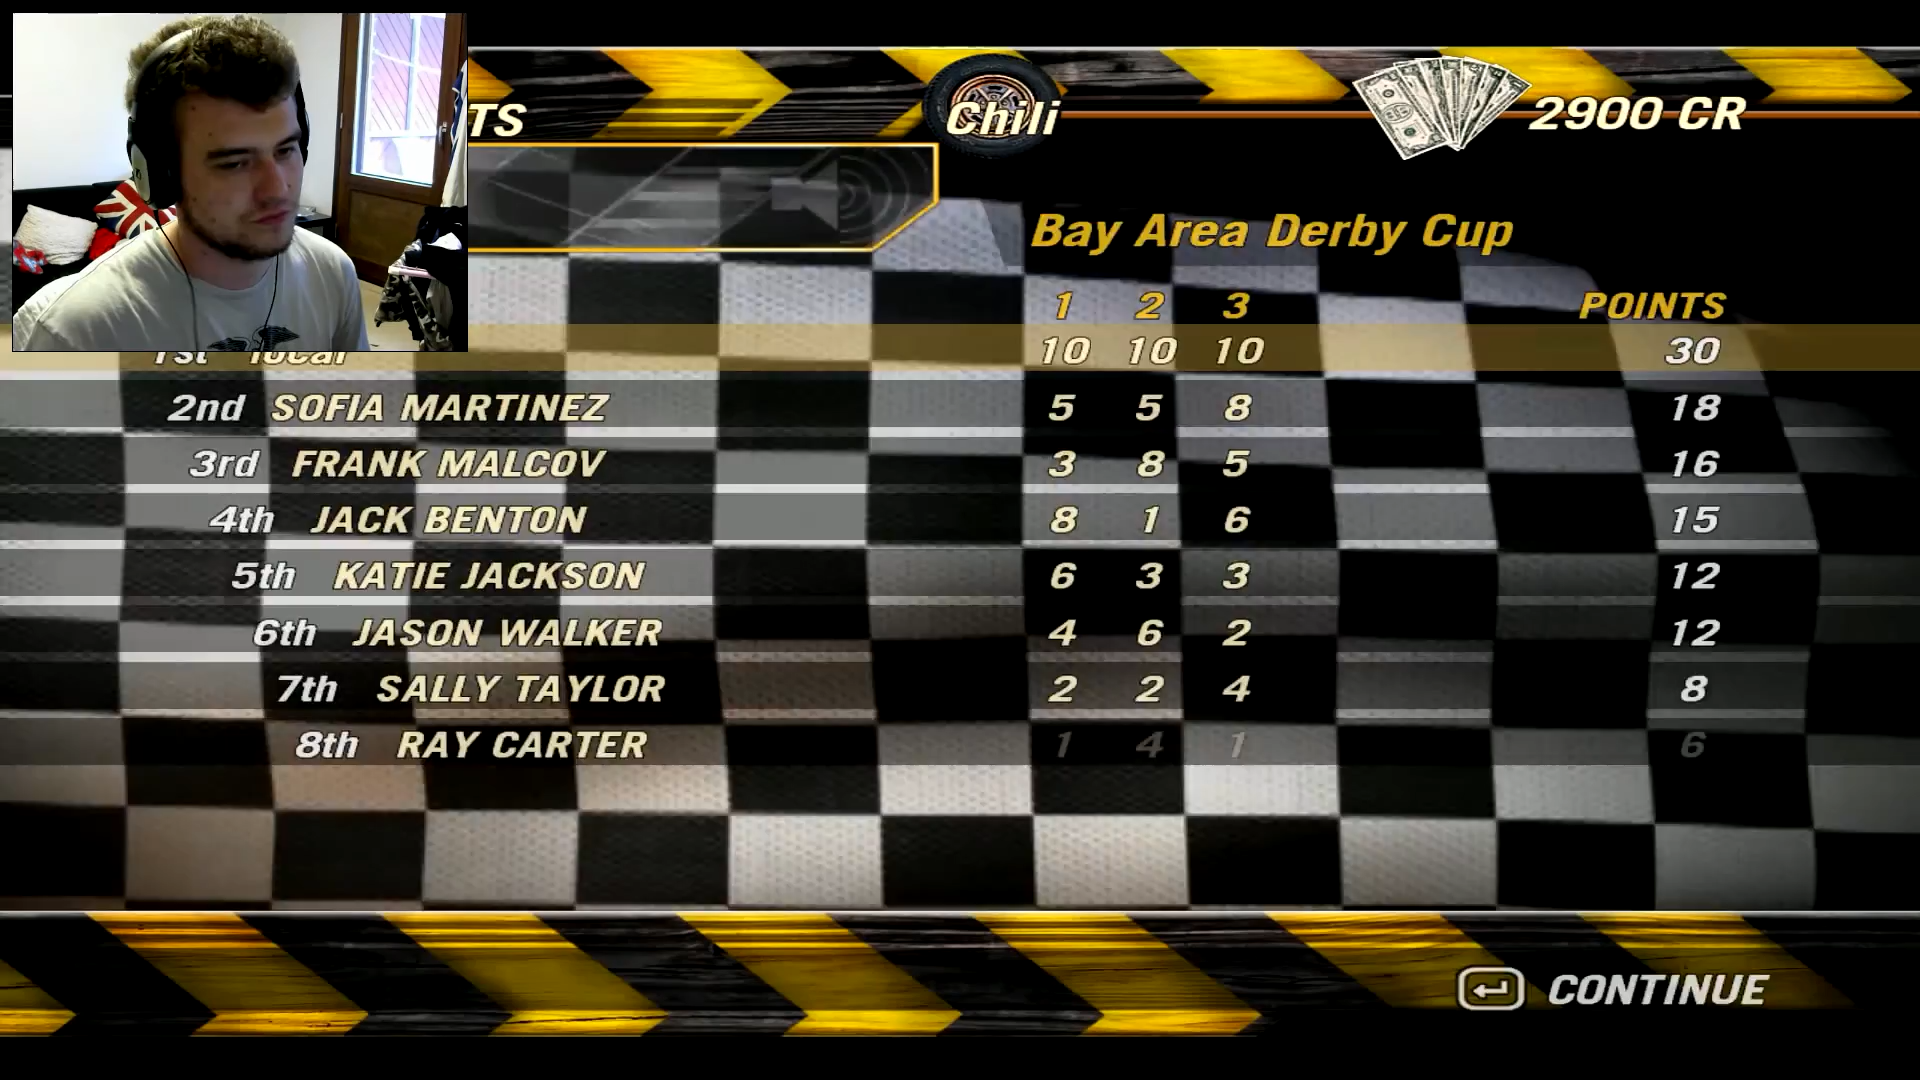 TS Chili 2900 CR
Bay Area Derby Cup
1 2 3 POINTS
1st local 10 10 10 30
2nd SOFIA MARTINEZ 5 5 8 18
3rd FRANK MALCOV 3 8 5 16
4th JACK BENTON 8 1 6 15
5th KATIE JACKSON 6 3 3 12
6th JASON WALKER 4 6 2 12
7th SALLY TAYLOR 2 2 4 8
8th RAY CARTER 1 4 1 6
CONTINUE